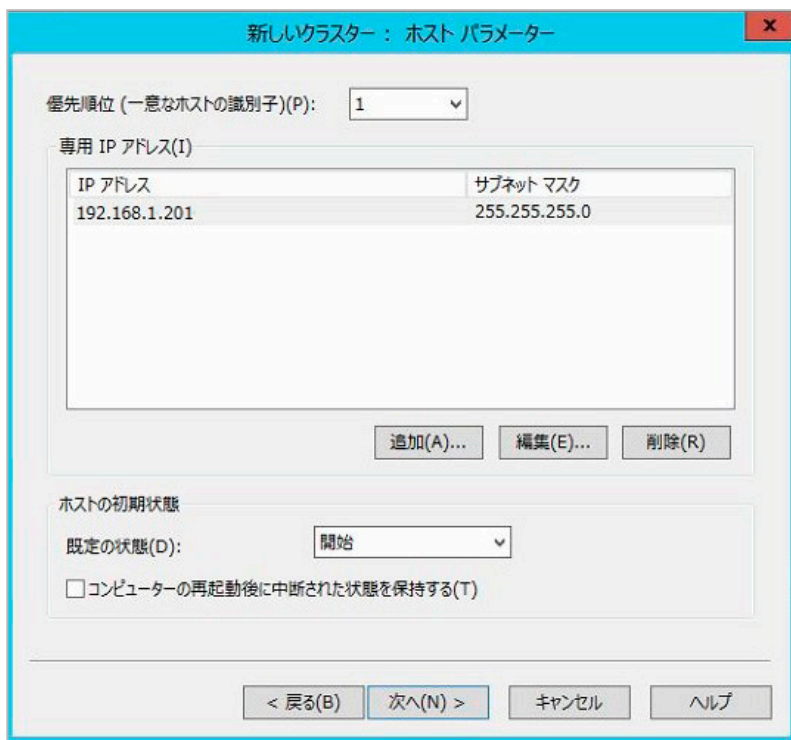 新しいクラスター : ホスト パラメーター
x
優先順位 (一意なホストの識別子)(P): 1
専用 IP アドレス(I)
IP アドレス サブネット マスク
192.168.1.201 255.255.255.0
追加(A)... 編集(E)... 削除(R)
ホストの初期状態
既定の状態(D): 開始
コンピューターの再起動後に中断された状態を保持する(T)
< 戻る(B) 次へ(N) > キャンセル ヘルプ